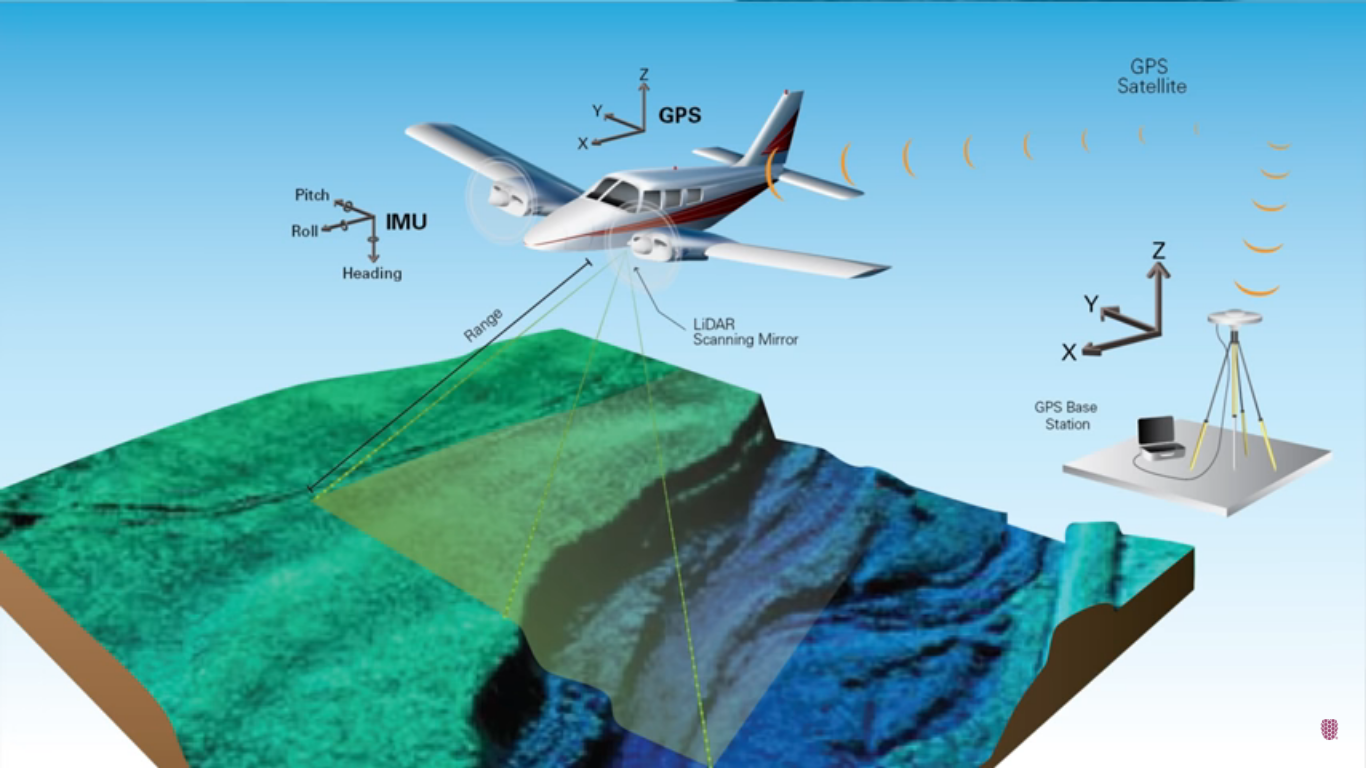 GPS
Satellite
Z
Y
GPS
X
Pitch
Roll
IMU
Heading
Range
LiDAR
Scanning Mirror
Z
Y
X
GPS Base
Station